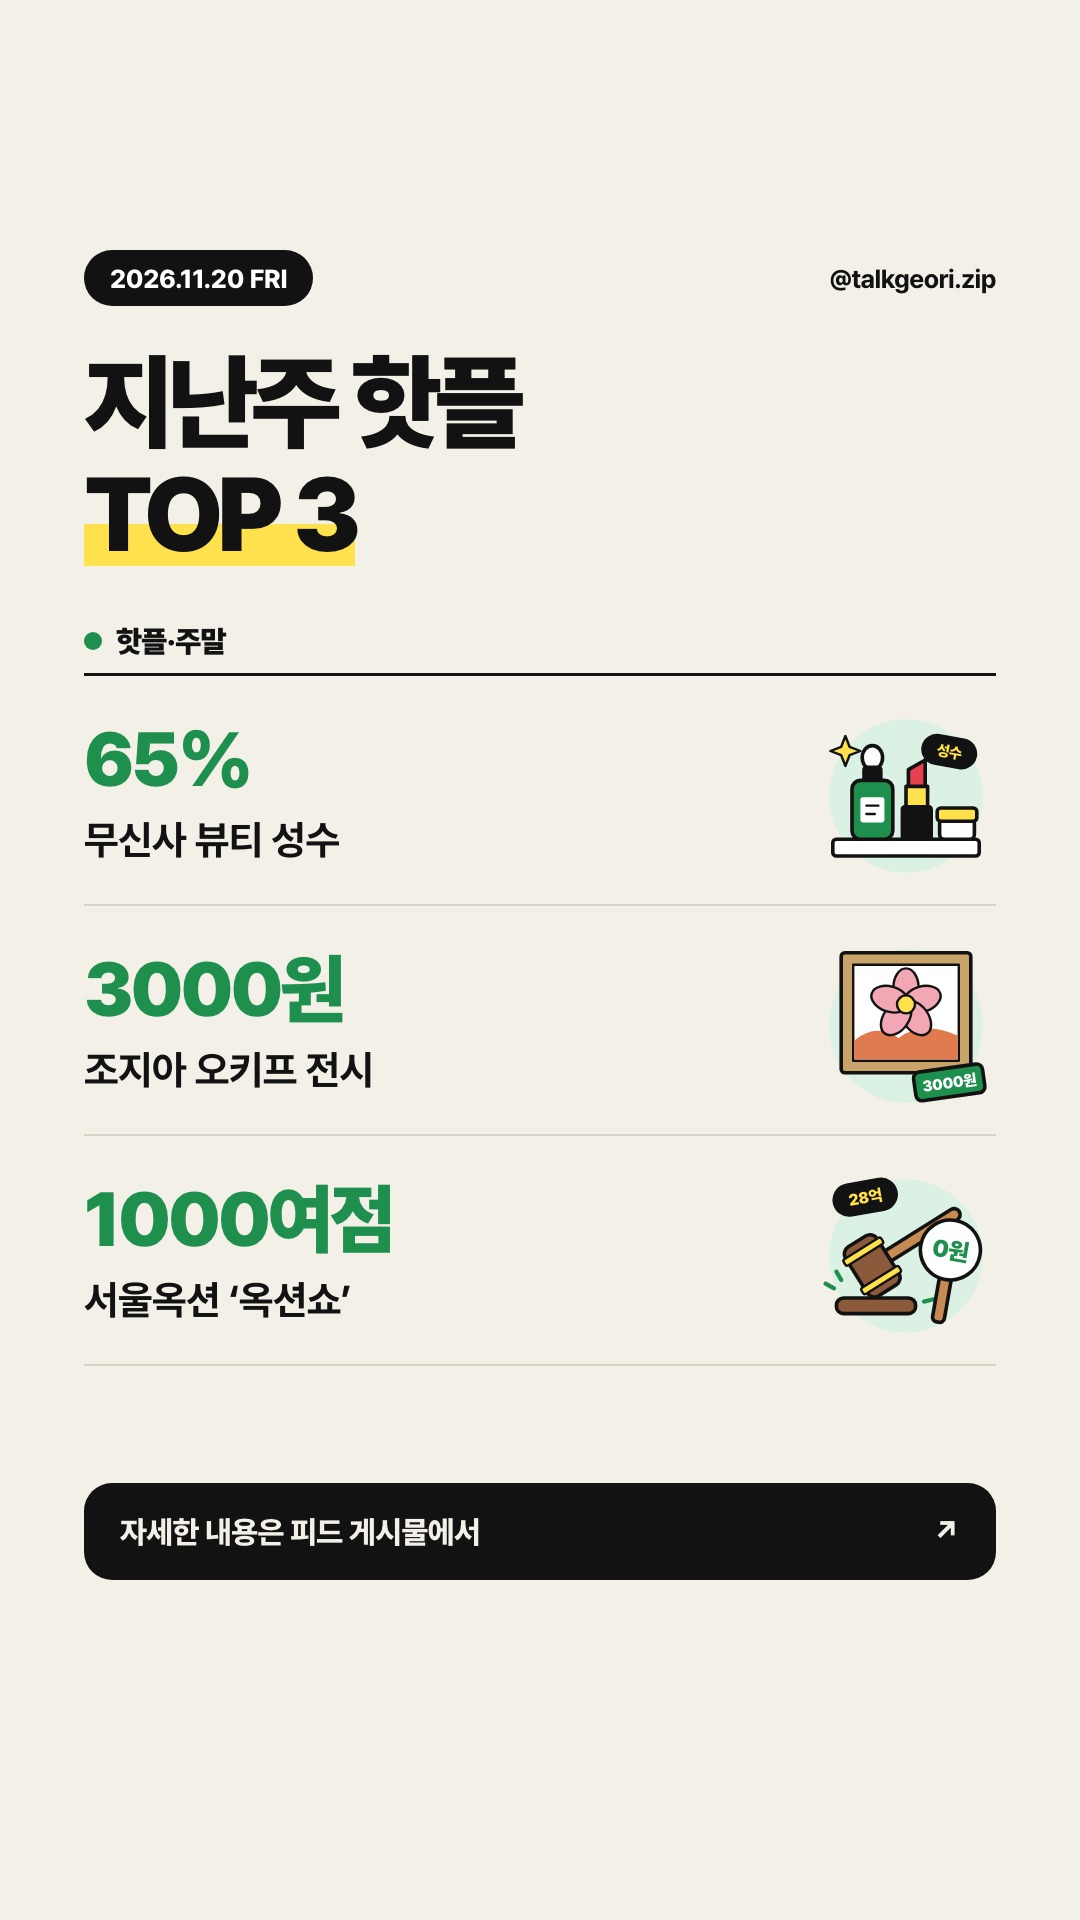 2026.11.20 FRI
@talkgeori.zip
지난주 핫플
TOP 3
핫플·주말
65%
무신사 뷰티 성수
성수
3000원
조지아 오키프 전시
3000원
1000여점
서울옥션 ‘옥션쇼’
28억
0원
자세한 내용은 피드 게시물에서 ↗